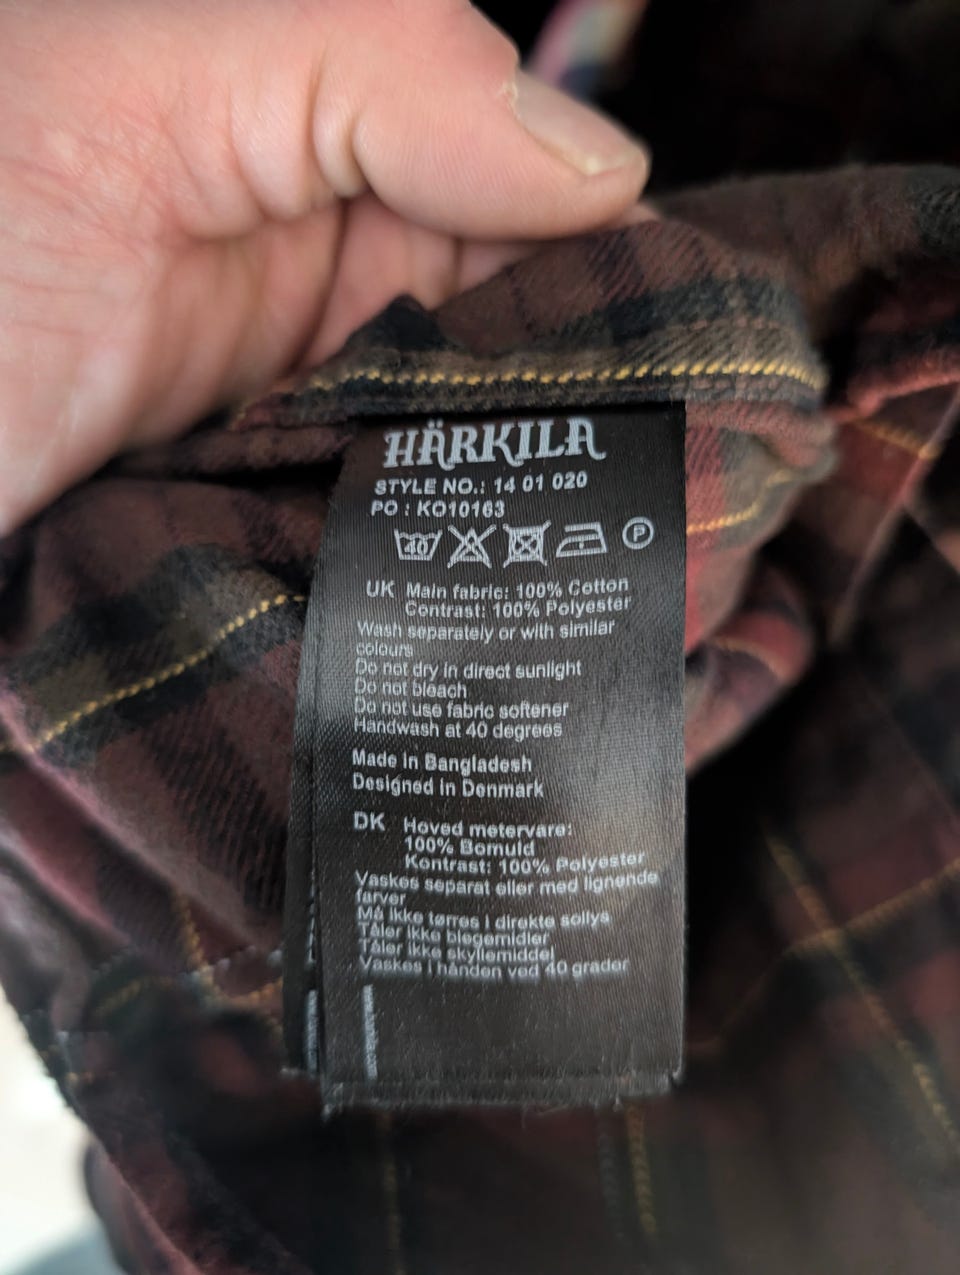 HÄRKILA
STYLE NO.: 14 01 020
PO : KO10163
40
P
UK Main fabric: 100% Cotton
Contrast: 100% Polyester
Wash separately or with similar
colours
Do not dry in direct sunlight
Do not bleach
Do not use fabric softener
Handwash at 40 degrees
Made in Bangladesh
Designed in Denmark
DK Hoved metervare:
100% Bomuld
Kontrast: 100% Polyester
Vaskes separat eller med lignende
farver
Må ikke tørres i direkte sollys
Tåler ikke blegemidler
Tåler ikke skyllemiddel
Vaskes i hånden ved 40 grader